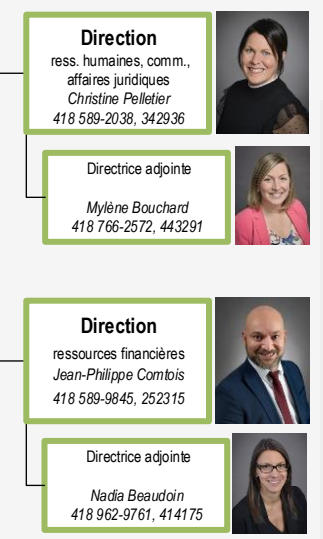 Direction
ress. humaines, comm.,
affaires juridiques
Christine Pelletier
418 589-2038, 342936
Directrice adjointe
Mylène Bouchard
418 766-2572, 443291
Direction
ressources financières
Jean-Philippe Comtois
418 589-9845, 252315
Directrice adjointe
Nadia Beaudoin
418 962-9761, 414175